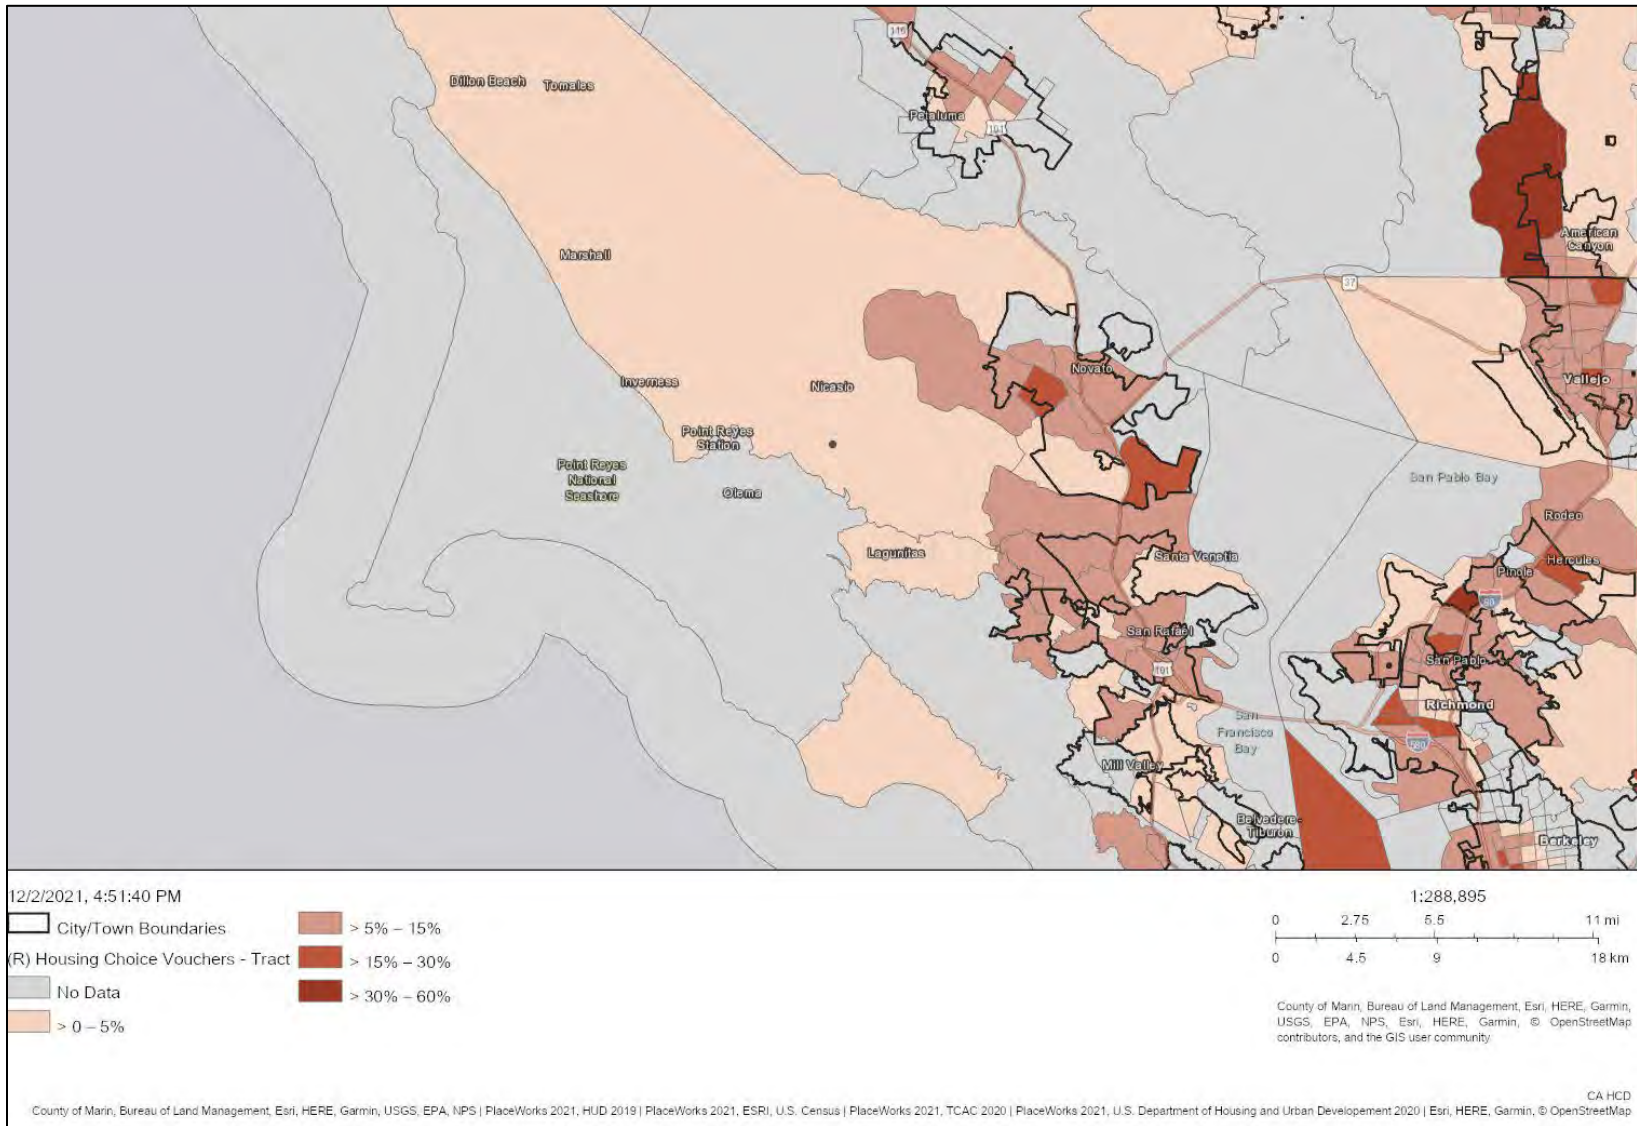 146
Dillon Beach
Tomales
Petaluma
101
American
Canyon
Marshall
37
Inverness
Nicasio
Novato
Vallejo
Point Reyes
Station
Point Reyes
National
Seashore
Olema
San Pablo Bay
Rodeo
Lagunitas
Santa Venetia
Hercules
Pinole
80
San Rafael
San Pablo
101
Richmond
San
Francisco
Bay
580
Mill Valley
Belvedere-
Tiburon
Berkeley
12/2/2021, 4:51:40 PM
City/Town Boundaries
(R) Housing Choice Vouchers - Tract
No Data
> 0 – 5%
> 5% – 15%
> 15% – 30%
> 30% – 60%
1:288,895
0 2.75 5.5 11 mi
0 4.5 9 18 km
County of Marin, Bureau of Land Management, Esri, HERE, Garmin,
USGS, EPA, NPS, Esri, HERE, Garmin, © OpenStreetMap
contributors, and the GIS user community
CA HCD
County of Marin, Bureau of Land Management, Esri, HERE, Garmin, USGS, EPA, NPS | PlaceWorks 2021, HUD 2019 | PlaceWorks 2021, ESRI, U.S. Census | PlaceWorks 2021, TCAC 2020 | PlaceWorks 2021, U.S. Department of Housing and Urban Developement 2020 | Esri, HERE, Garmin, © OpenStreetMap